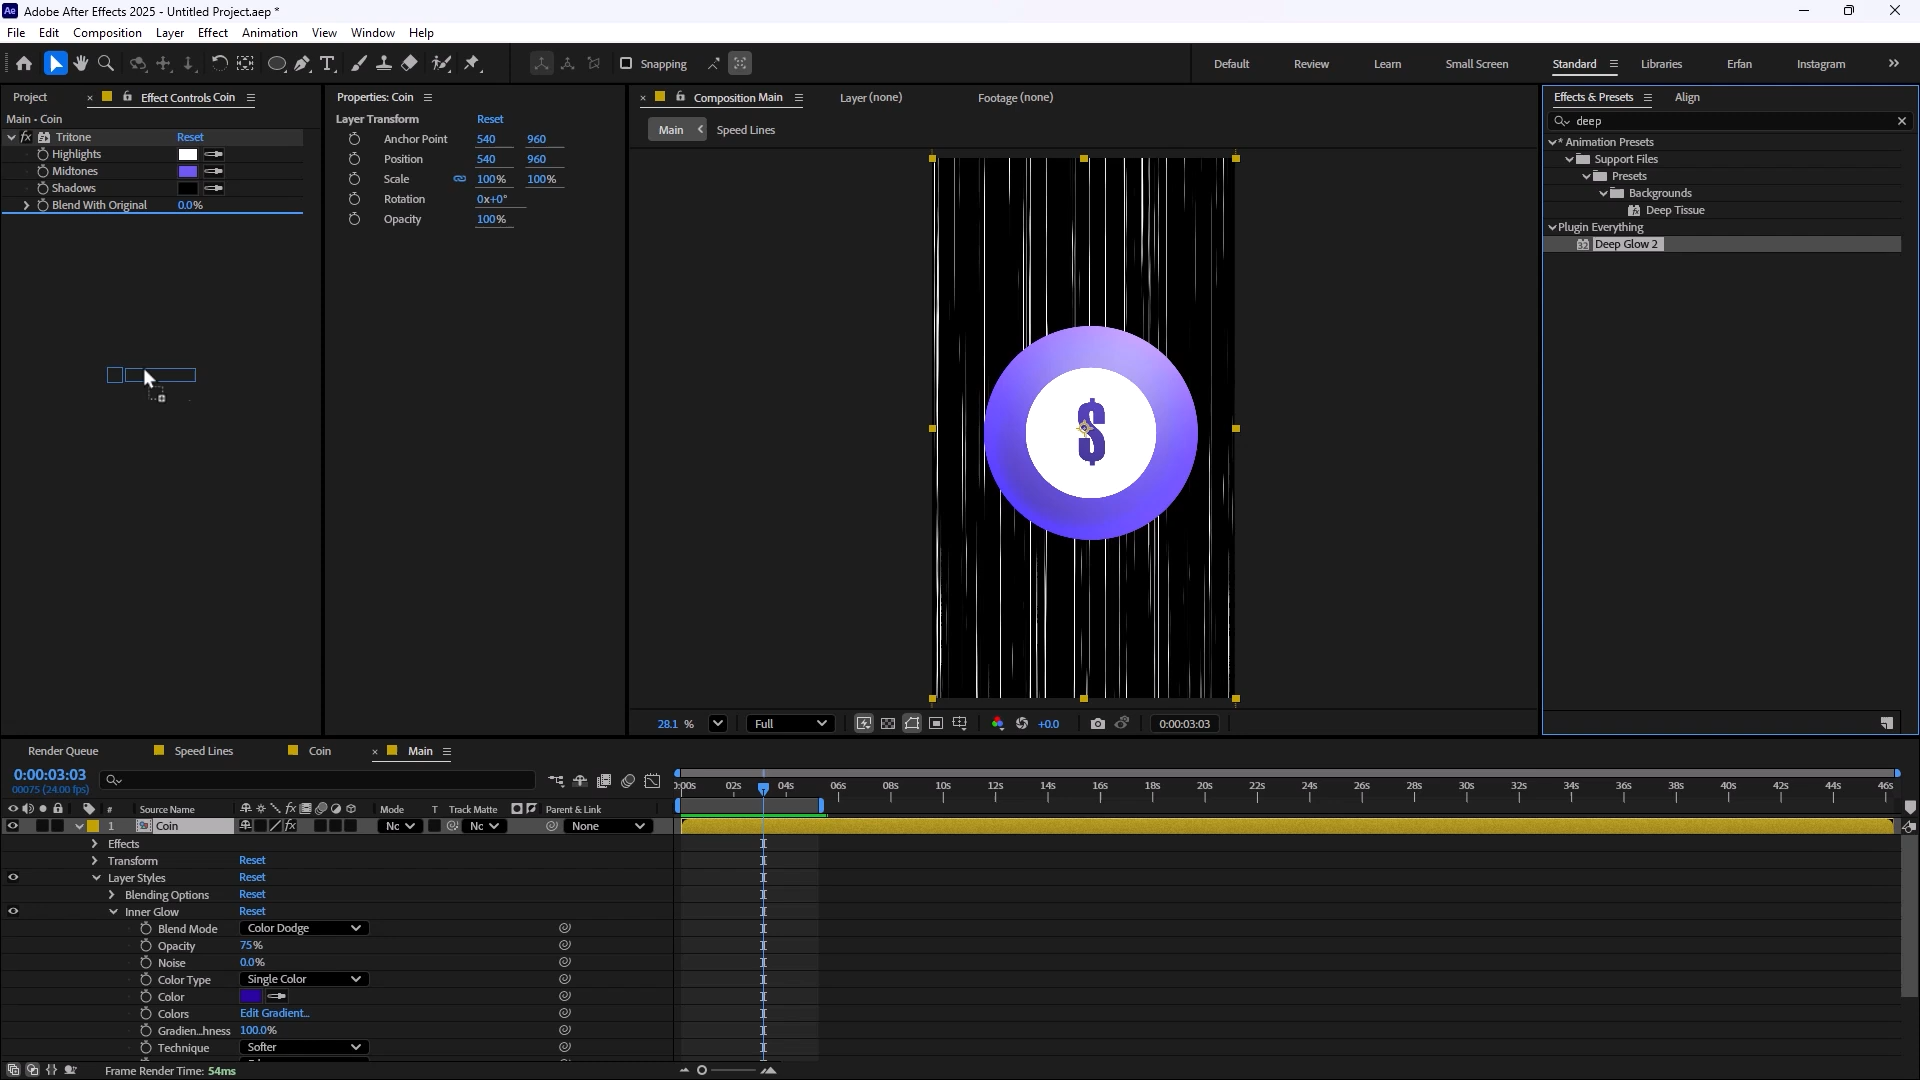 Adobe After Effects 2025 - Untitled Project.aep *
File Edit Composition Layer Effect Animation View Window Help
Snapping
Default Review Learn Small Screen Standard Libraries Erfan Instagram
Project
Effect Controls Coin
Main - Coin
fx Tritone Reset
Highlights
Midtones
Shadows
Blend With Original 0.0%
Properties: Coin
Layer Transform Reset
Anchor Point 540 960
Position 540 960
Scale 100% 100%
Rotation 0x+0°
Opacity 100%
Composition Main
Layer (none)
Footage (none)
Main Speed Lines
$
28.1 %
Full
+0.0
0:00:03:03
Effects & Presets
Align
deep
* Animation Presets
Support Files
Presets
Backgrounds
Deep Tissue
Plugin Everything
Deep Glow 2
Render Queue Speed Lines Coin Main
0:00:03:03
00075 (24.00 fps)
# Source Name Mode T Track Matte Parent & Link
:00s 02s 04s 06s 08s 10s 12s 14s 16s 18s 20s 22s 24s 26s 28s 30s 32s 34s 36s 38s 40s 42s 44s 46s
1 Coin fx Nc Nc None
Effects
Transform Reset
Layer Styles Reset
Blending Options Reset
Inner Glow Reset
Blend Mode Color Dodge
Opacity 75%
Noise 0.0%
Color Type Single Color
Color
Colors Edit Gradient...
Gradien...hness 100.0%
Technique Softer
Frame Render Time: 54ms